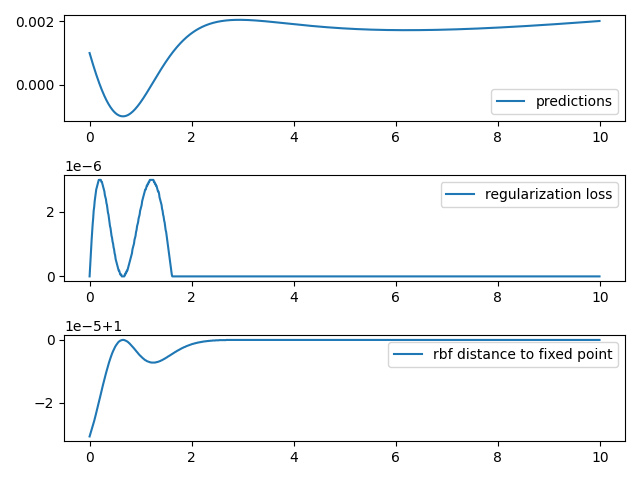 0.002
0.000
predictions
0 2 4 6 8 10
1e−6
2
0
regularization loss
0 2 4 6 8 10
1e−5+1
0
−2
rbf distance to fixed point
0 2 4 6 8 10